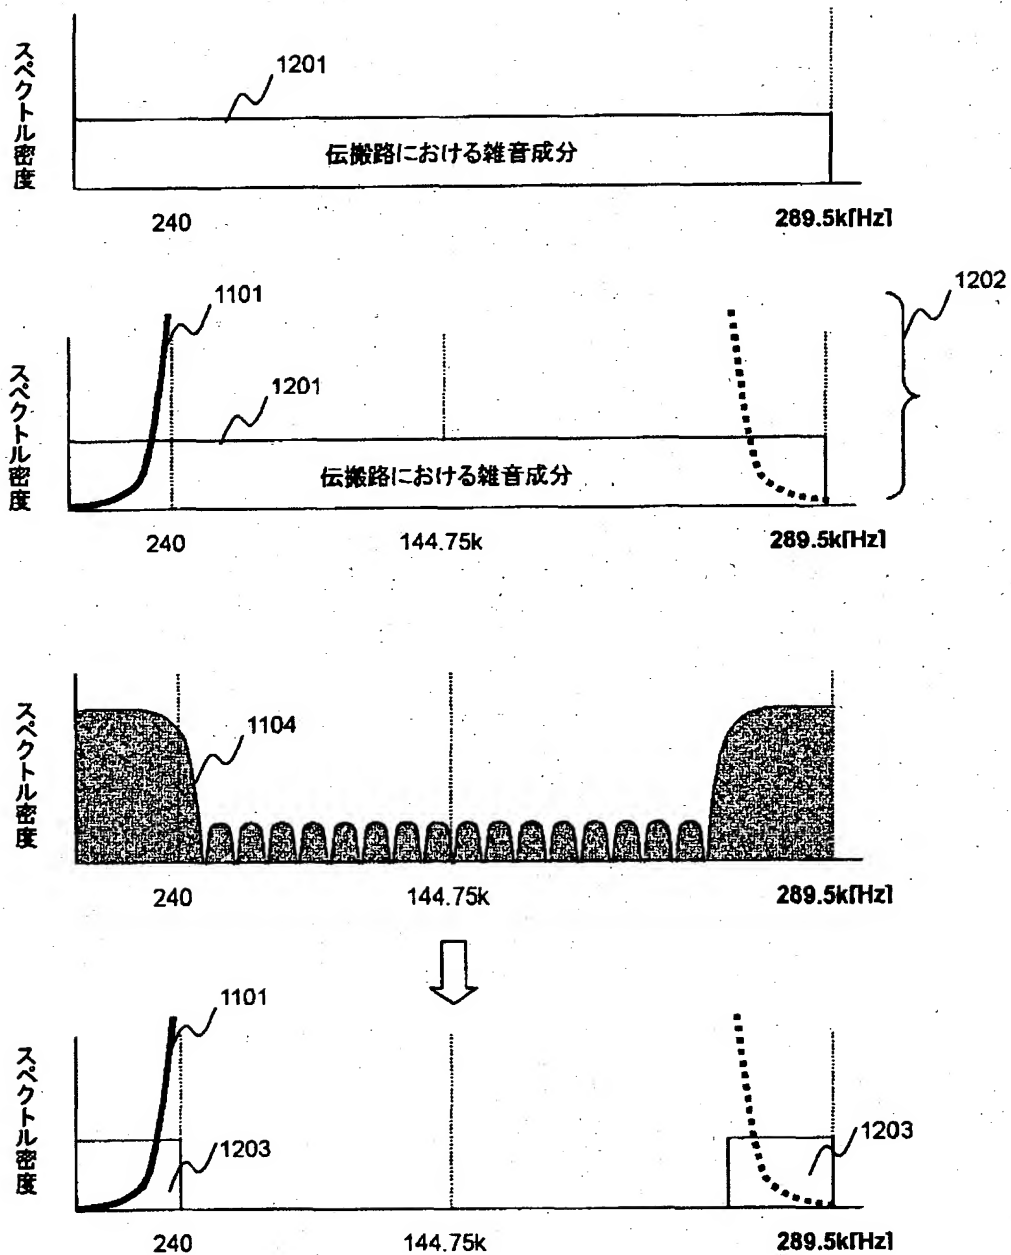 スペクトル密度
1201
伝搬路における雑音成分
240
289.5k[Hz]
スペクトル密度
1101
1201
1202
伝搬路における雑音成分
240
144.75k
289.5k[Hz]
スペクトル密度
1104
240
144.75k
289.5k[Hz]
スペクトル密度
1101
1203
1203
240
144.75k
289.5k[Hz]